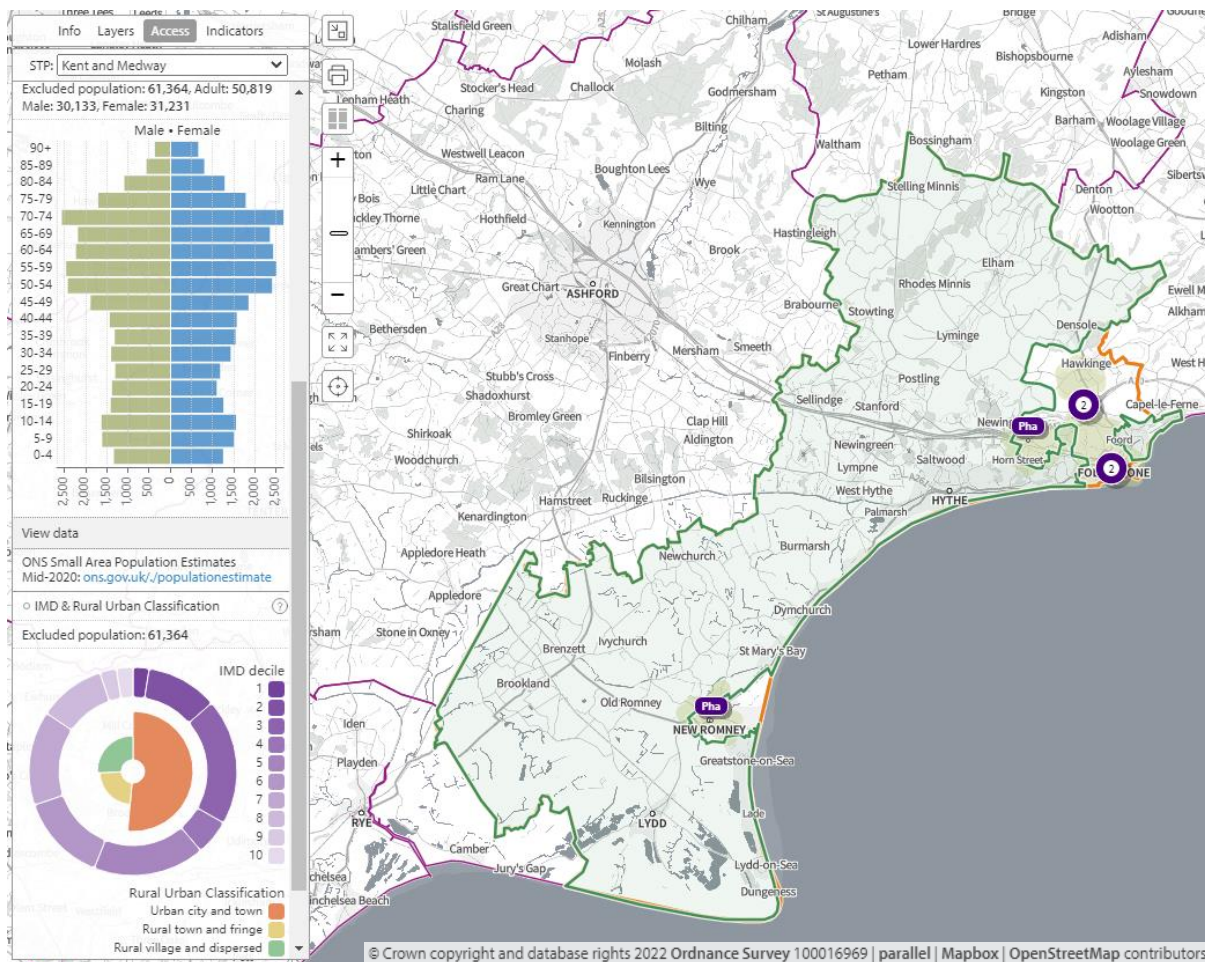 Three Lees
Leeds
Info Layers Access Indicators
STP: Kent and Medway
Excluded population: 61,364, Adult: 50,819
Male: 30,133, Female: 31,231
Male • Female
90+
85-89
80-84
75-79
70-74
65-69
60-64
55-59
50-54
45-49
40-44
35-39
30-34
25-29
20-24
15-19
10-14
5-9
0-4
2,500 2,000 1,500 1,000 500 0 500 1,000 1,500 2,000 2,500
View data
ONS Small Area Population Estimates
Mid-2020: ons.gov.uk/./populationestimate
IMD & Rural Urban Classification ?
Excluded population: 61,364
IMD decile
1
2
3
4
5
6
7
8
9
10
Rural Urban Classification
Urban city and town
Rural town and fringe
Rural village and dispersed
+
−
Stalisfield Green
Chilham
St Augustine's
Bridge
Adisham
Lower Hardres
Bishopsbourne
Molash
Petham
Aylesham
Stocker's Head
Challock
Godmersham
Kingston
Snowdown
Lenham Heath
Charing
Barham
Woolage Village
Bilting
Waltham
Bossingham
Woolage Green
Westwell Leacon
Boughton Lees
Ram Lane
Wye
Denton
Little Chart
Stelling Minnis
Wootton
Hothfield
Kennington
Hastingleigh
Brook
Elham
Great Chart
ASHFORD
Rhodes Minnis
Brabourne
Stowting
Bethersden
Stanhope
Lyminge
Densole
Finberry
Mersham
Smeeth
Hawkinge
Stubb's Cross
Postling
Shadoxhurst
Sellindge
Stanford
Capel-le-Ferne
Bromley Green
Clap Hill
2
Pha
Shirkoak
Aldington
Newingreen
Foord
Woodchurch
Saltwood
Horn Street
Lympne
2
Bilsington
West Hythe
HYTHE
Hamstreet
Ruckinge
Palmarsh
Kenardington
Burmarsh
Appledore Heath
Newchurch
Appledore
Dymchurch
Stone in Oxney
Ivychurch
Brenzett
St Mary's Bay
Brookland
Old Romney
Pha
Iden
NEW ROMNEY
Playden
Greatstone-on-Sea
RYE
LYDD
Lade
Camber
Jury's Gap
Lydd-on-Sea
Dungeness
© Crown copyright and database rights 2022 Ordnance Survey 100016969 | parallel | Mapbox | OpenStreetMap contributors